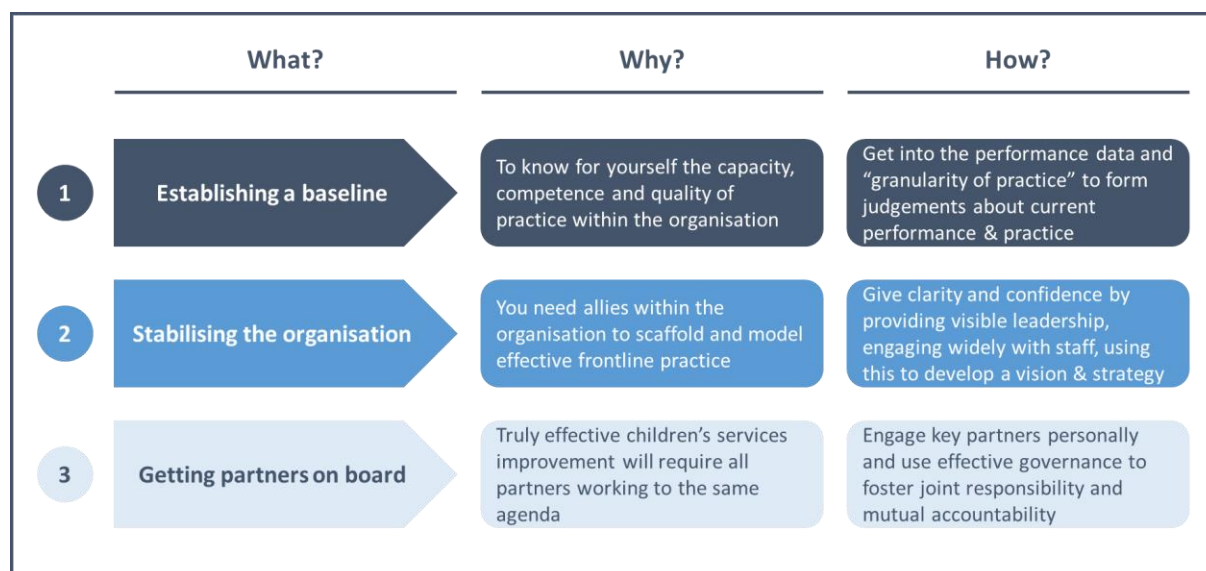 What?
Why?
How?
1
Establishing a baseline
To know for yourself the capacity,
competence and quality of
practice within the organisation
Get into the performance data and
“granularity of practice” to form
judgements about current
performance & practice
2
Stabilising the organisation
You need allies within the
organisation to scaffold and model
effective frontline practice
Give clarity and confidence by
providing visible leadership,
engaging widely with staff, using
this to develop a vision & strategy
3
Getting partners on board
Truly effective children’s services
improvement will require all
partners working to the same
agenda
Engage key partners personally
and use effective governance to
foster joint responsibility and
mutual accountability